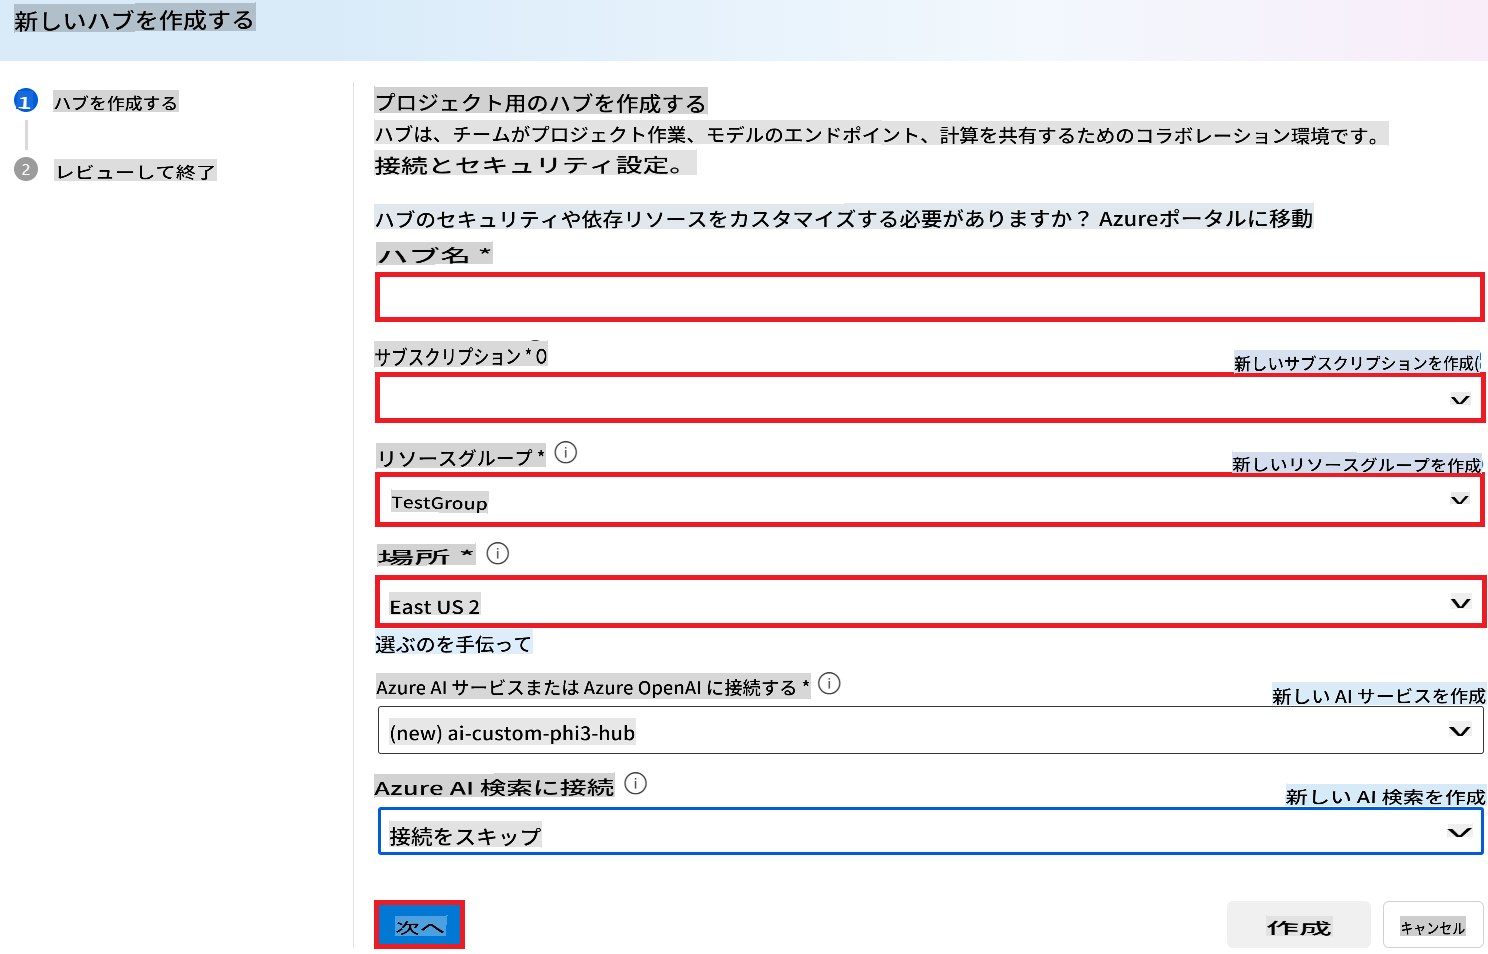 新しいハブを作成する
1 ハブを作成する
2 レビューして終了
プロジェクト用のハブを作成する
ハブは、チームがプロジェクト作業、モデルのエンドポイント、計算を共有するためのコラボレーション環境です。
接続とセキュリティ設定。
ハブのセキュリティや依存リソースをカスタマイズする必要がありますか? Azureポータルに移動
ハブ名 *
サブスクリプション * O
新しいサブスクリプションを作成(
リソースグループ *
新しいリソースグループを作成
TestGroup
場所 *
East US 2
選ぶのを手伝って
Azure AI サービスまたは Azure OpenAI に接続する *
新しい AI サービスを作成
(new) ai-custom-phi3-hub
Azure AI 検索に接続
新しい AI 検索を作成
接続をスキップ
次へ
作成
キャンセル